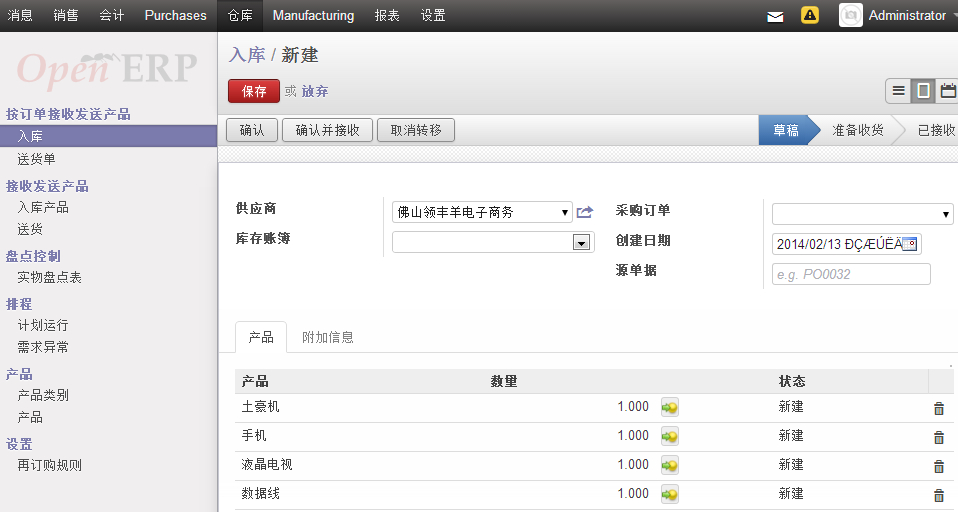 消息 销售 会计 Purchases 仓库 Manufacturing 报表 设置 Administrator
Open ERP
按订单接收发送产品
入库
送货单
接收发送产品
入库产品
送货
盘点控制
实物盘点表
排程
计划运行
需求异常
产品
产品类别
产品
设置
再订购规则
入库 / 新建
保存 或 放弃
确认 确认并接收 取消转移 草稿 准备收货 已接收
供应商 佛山领丰羊电子商务
库存账簿
采购订单
创建日期 2014/02/13 ÐÇÆÚËÄ
源单据 e.g. PO0032
产品 附加信息
产品 数量 状态
土豪机 1.000 新建
手机 1.000 新建
液晶电视 1.000 新建
数据线 1.000 新建